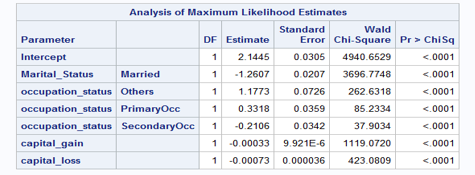 Analysis of Maximum Likelihood Estimates
Parameter DF Estimate Standard Error Wald Chi-Square Pr > ChiSq
Intercept 1 2.1445 0.0305 4940.6529 <.0001
Marital_Status Married 1 -1.2607 0.0207 3696.7748 <.0001
occupation_status Others 1 1.1773 0.0726 262.6318 <.0001
occupation_status PrimaryOcc 1 0.3318 0.0359 85.2334 <.0001
occupation_status SecondaryOcc 1 -0.2106 0.0342 37.9034 <.0001
capital_gain 1 -0.00033 9.921E-6 1119.0720 <.0001
capital_loss 1 -0.00073 0.000036 423.0809 <.0001